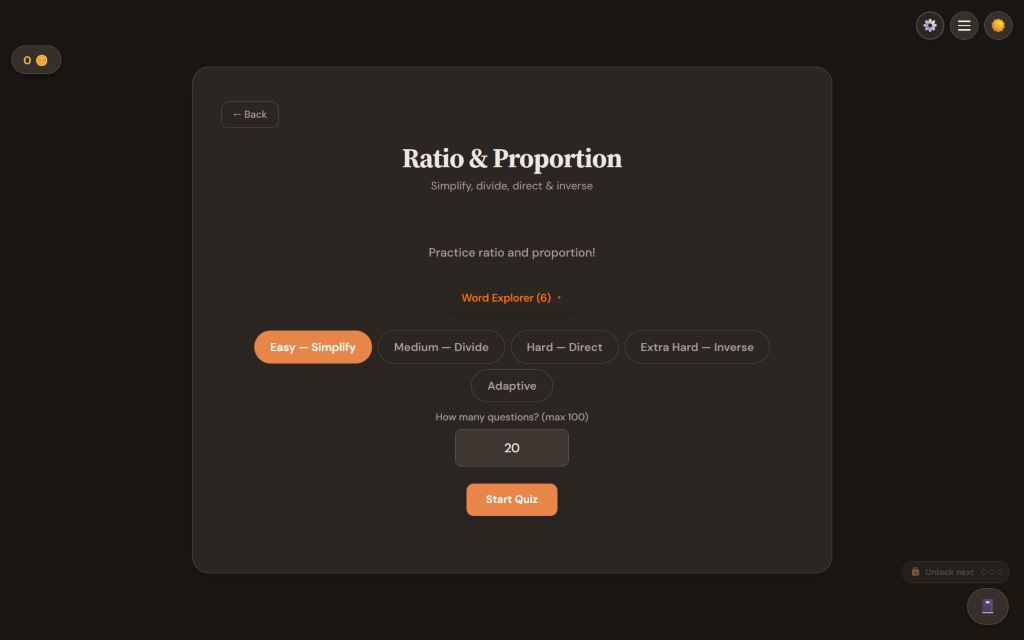 0
← Back
Ratio & Proportion
Simplify, divide, direct & inverse
Practice ratio and proportion!
Word Explorer (6)
Easy — Simplify
Medium — Divide
Hard — Direct
Extra Hard — Inverse
Adaptive
How many questions? (max 100)
20
Start Quiz
Unlock next